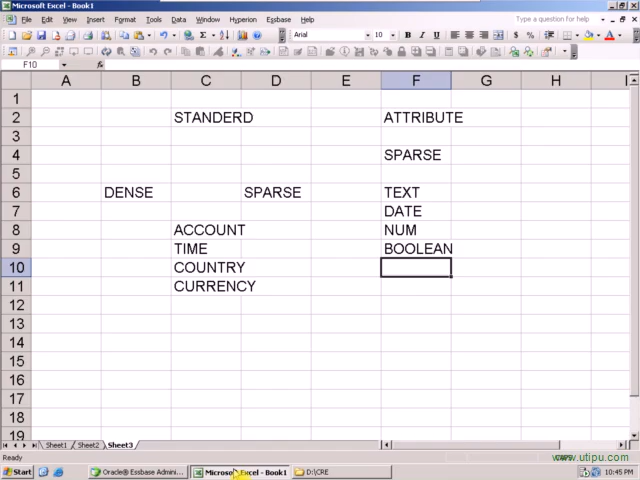 Microsoft Excel - Book1
File Edit View Insert Format Tools Data Window Hyperion Essbase Help
Type a question for help
Arial 10 B I U
F10 fx
A B C D E F G H I
1
2 STANDERD ATTRIBUTE
3
4 SPARSE
5
6 DENSE SPARSE TEXT
7 DATE
8 ACCOUNT NUM
9 TIME BOOLEAN
10 COUNTRY
11 CURRENCY
12
13
14
15
16
17
18
19
Sheet1 Sheet2 Sheet3
Ready
www.utipu.com
Start Oracle® Essbase Admini... Microsoft Excel - Book1 D:\CRE 10:45 PM